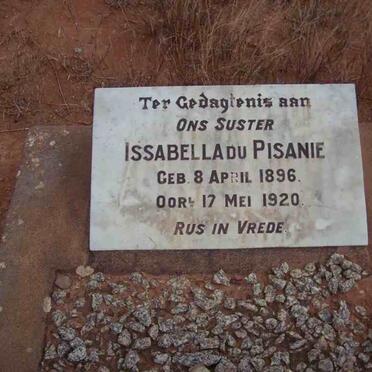 Ter Gedagtenis aan
Ons Suster
Issabella du Pisanie
Geb. 8 April 1896.
Oorl 17 Mei 1920.
Rus in Vrede.